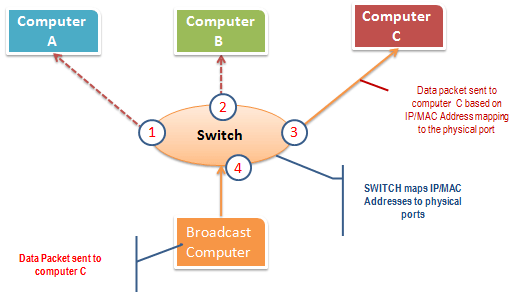 Computer
A
Computer
B
Computer
C
Data packet sent to
computer C based on
IP/MAC Address mapping
to the physical port
2
1
Switch
3
4
SWITCH maps IP/MAC
Addresses to physical
ports
Broadcast
Computer
Data Packet sent to
computer C